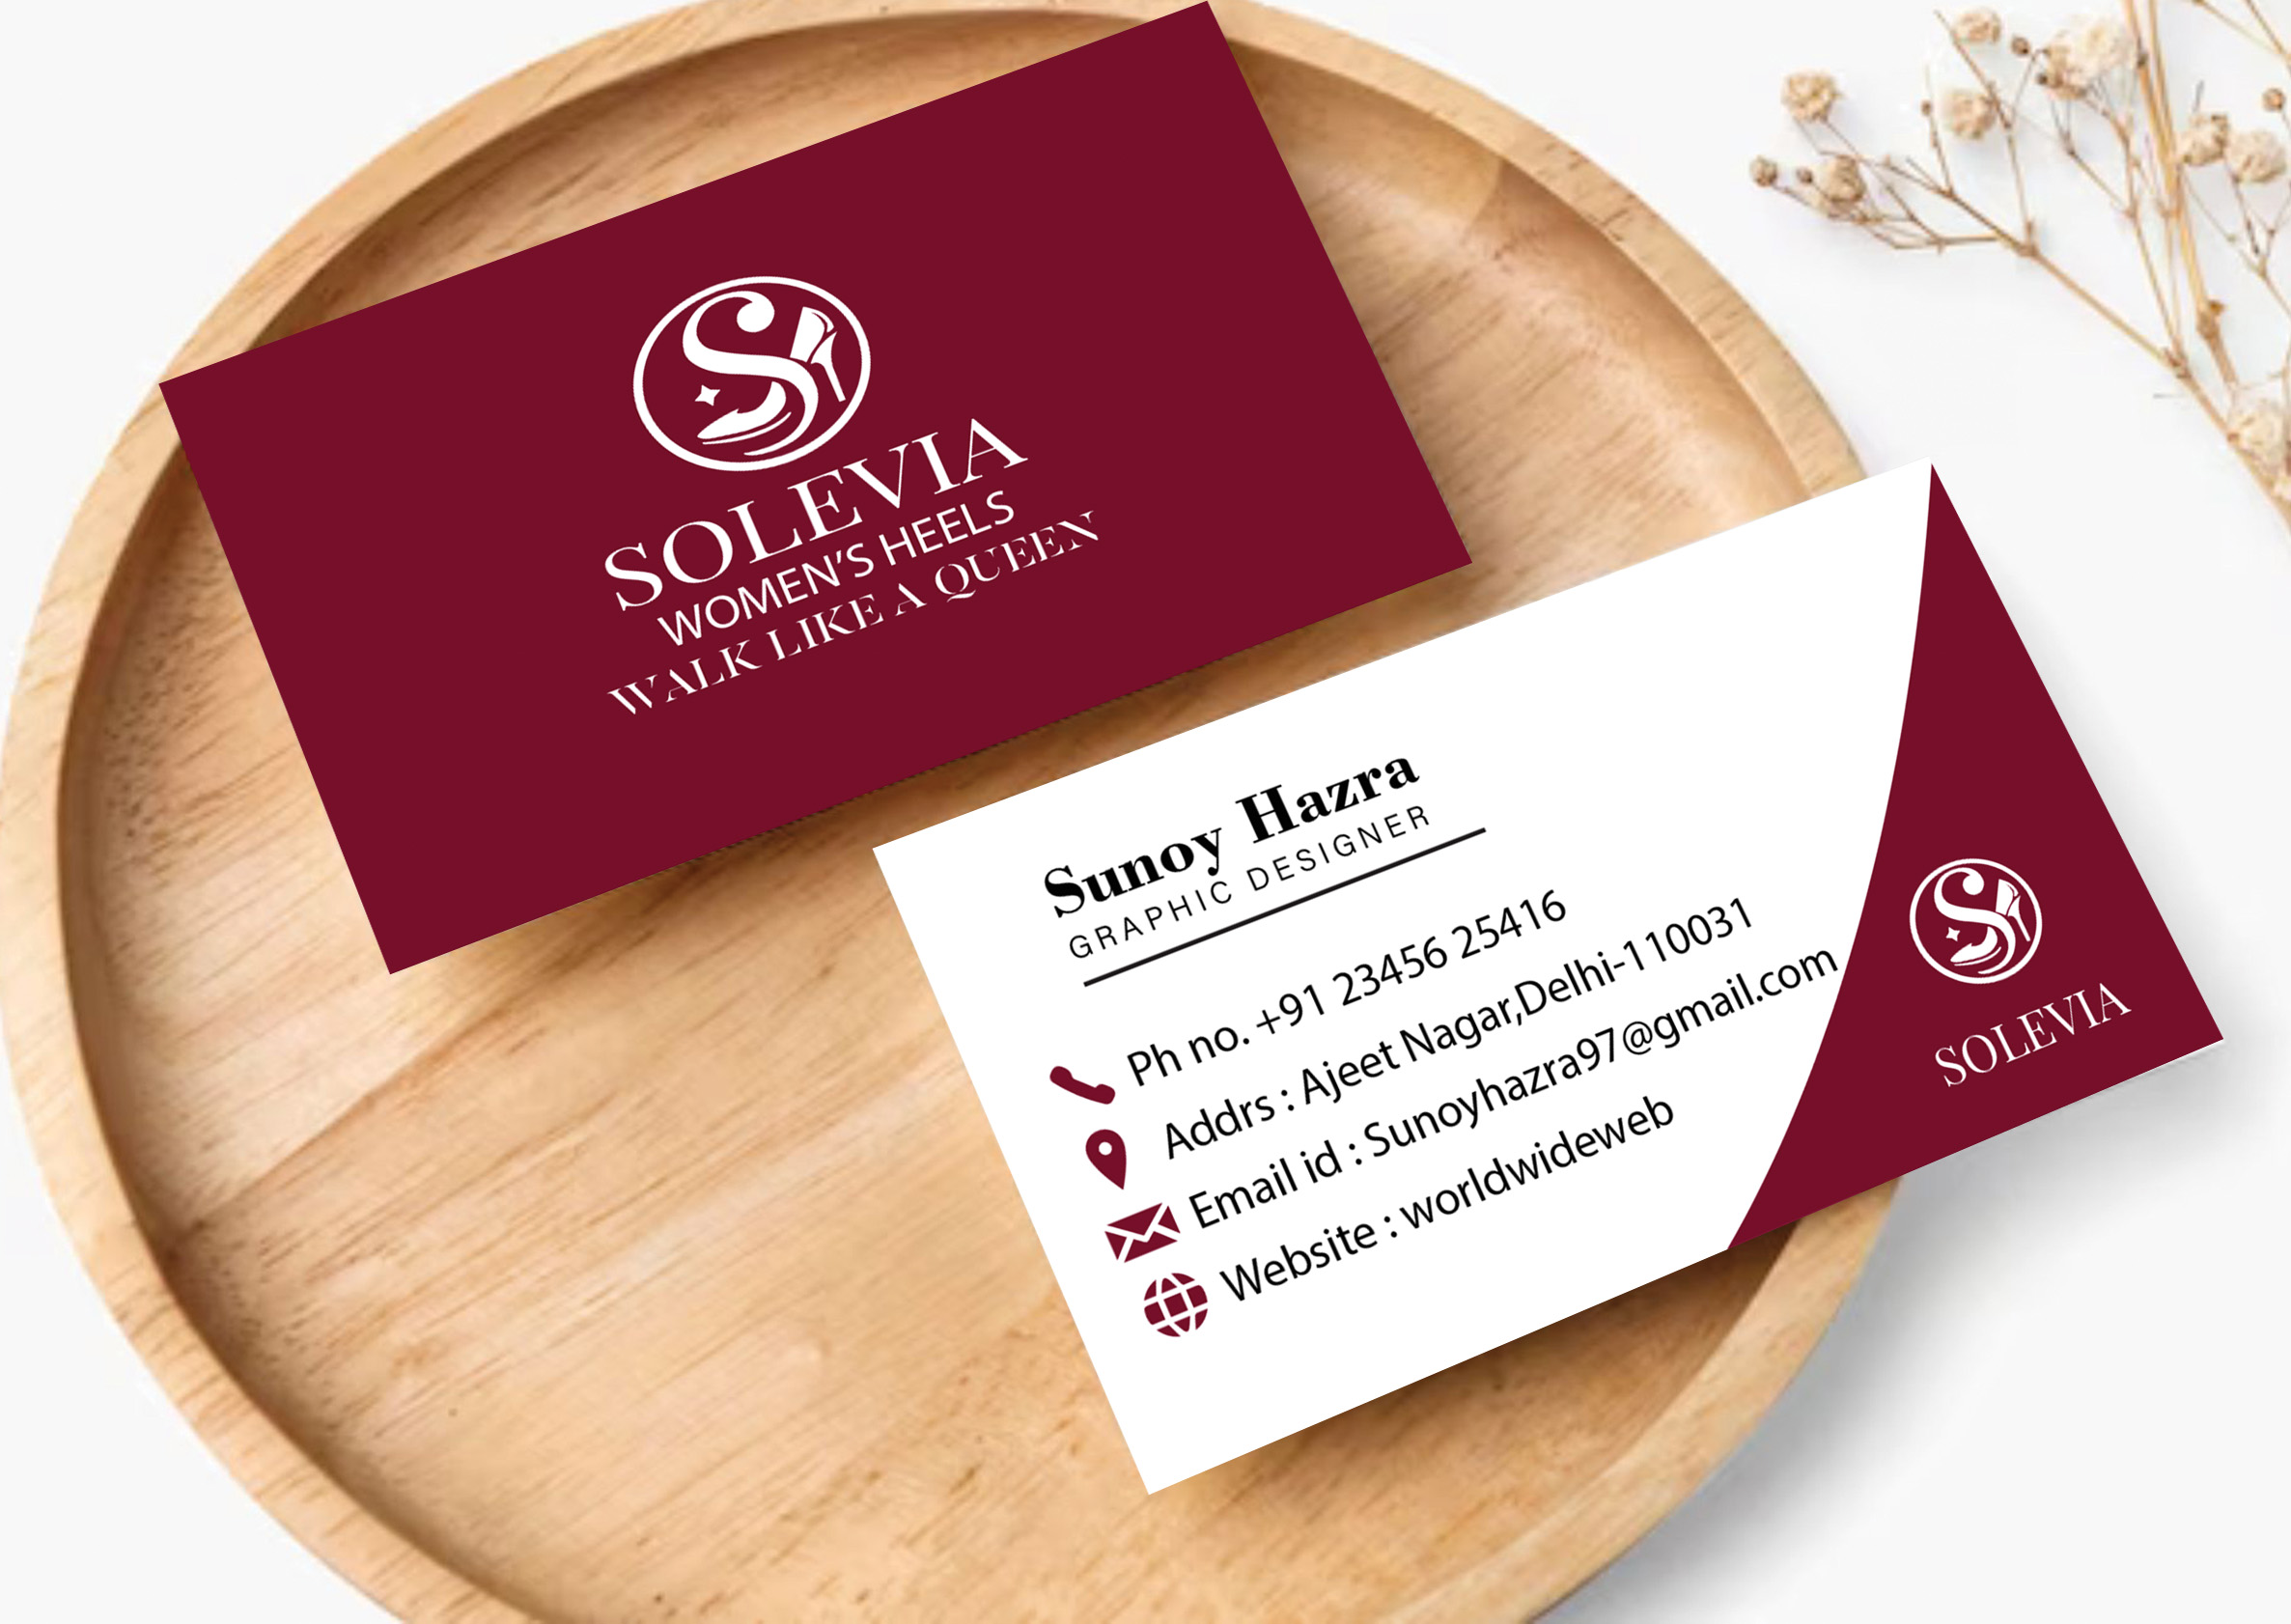 SOLEVIA
WOMEN'S HEELS
WALK LIKE A QUEEN
Sunoy Hazra
GRAPHIC DESIGNER
Ph no. +91 23456 25416
Addrs : Ajeet Nagar,Delhi-110031
Email id : Sunoyhazra97@gmail.com
Website : worldwideweb
SOLEVIA